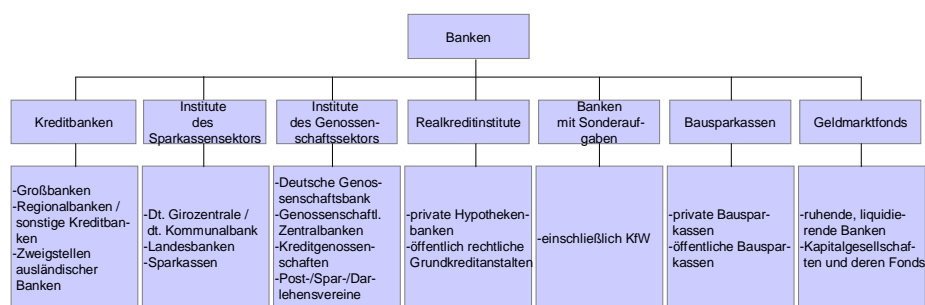 Banken
Kreditbanken
Institute
des
Sparkassensektors
Institute
des Genossen-
schaftssektors
Realkreditinstitute
Banken
mit Sonderauf-
gaben
Bausparkassen
Geldmarktfonds
-Großbanken
-Regionalbanken /
sonstige Kreditban-
ken
-Zweigstellen
ausländischer
Banken
-Dt. Girozentrale /
dt. Kommunalbank
-Landesbanken
-Sparkassen
-Deutsche Genos-
senschaftsbank
-Genossenschaftl.
Zentralbanken
-Kreditgenossen-
schaften
-Post-/Spar-/Dar-
lehensvereine
-private Hypotheken-
banken
-öffentlich rechtliche
Grundkreditanstalten
-einschließlich KfW
-private Bauspar-
kassen
-öffentliche Bauspar-
kassen
-ruhende, liquidie-
rende Banken
-Kapitalgesellschaf-
ten und deren Fonds